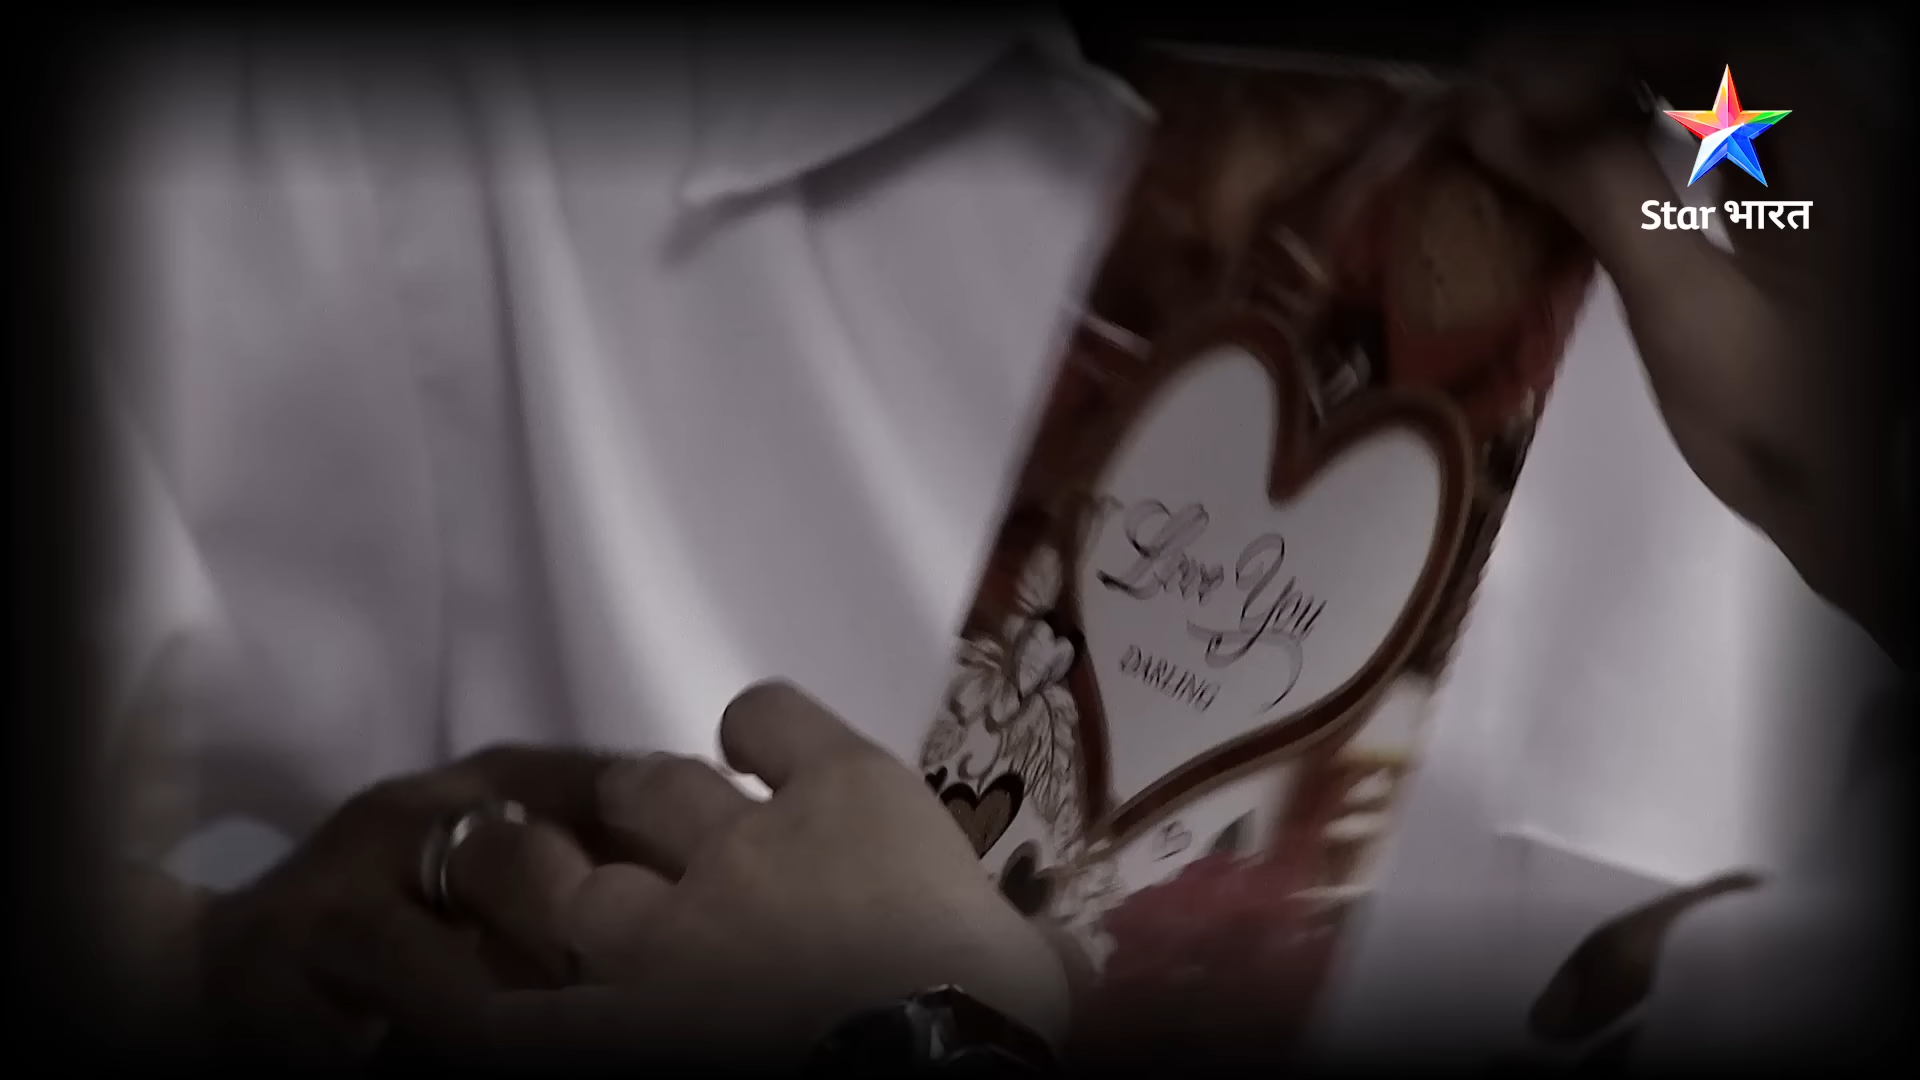 Star भारत
Love You
DARLING